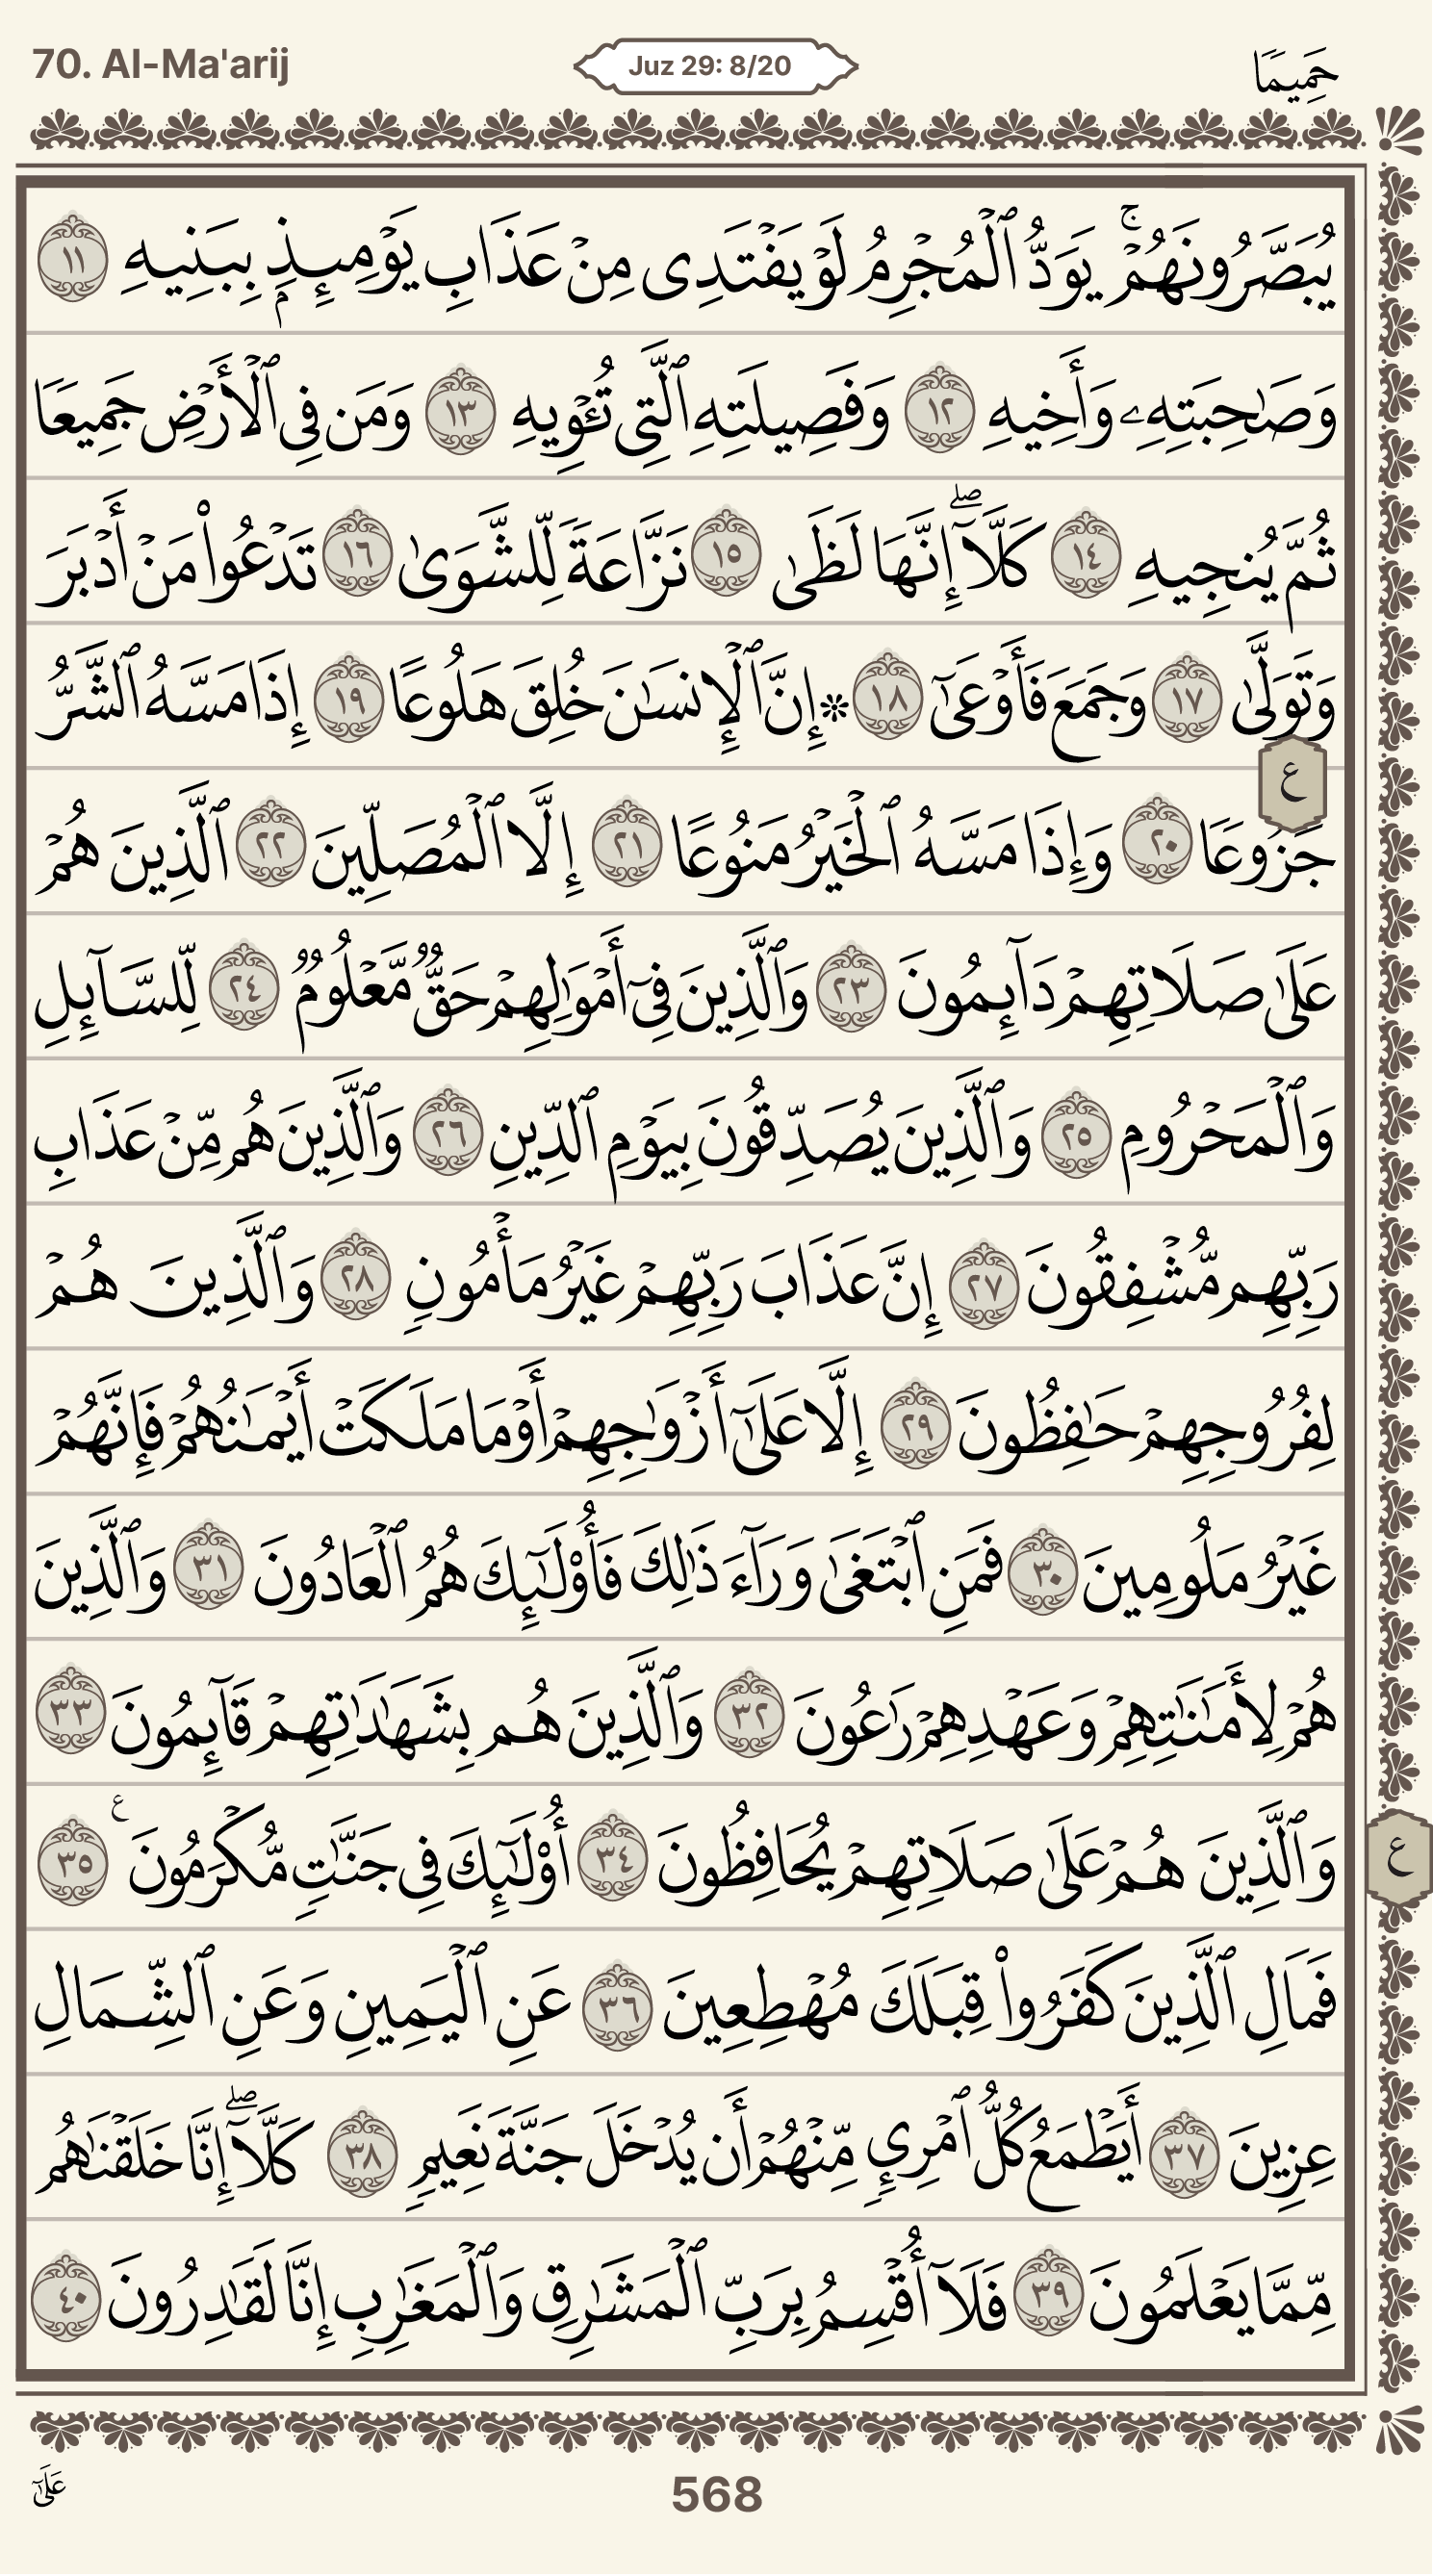 70. Al-Ma'arij
Juz 29: 8/20
حَمِيمًا
يُبَصَّرُونَهُمْ ۚ يَوَدُّ ٱلْمُجْرِمُ لَوْ يَفْتَدِى مِنْ عَذَابِ يَوْمِئِذٍۭ بِبَنِيهِ ١١
وَصَٰحِبَتِهِۦ وَأَخِيهِ ١٢ وَفَصِيلَتِهِ ٱلَّتِى تُـْٔوِيهِ ١٣ وَمَن فِى ٱلْأَرْضِ جَمِيعًا
ثُمَّ يُنجِيهِ ١٤ كَلَّآ ۖ إِنَّهَا لَظَىٰ ١٥ نَزَّاعَةً لِّلشَّوَىٰ ١٦ تَدْعُوا۟ مَنْ أَدْبَرَ
وَتَوَلَّىٰ ١٧ وَجَمَعَ فَأَوْعَىٰٓ ١٨ ۞ إِنَّ ٱلْإِنسَٰنَ خُلِقَ هَلُوعًا ١٩ إِذَا مَسَّهُ ٱلشَّرُّ
ع
جَزُوعًا ٢٠ وَإِذَا مَسَّهُ ٱلْخَيْرُ مَنُوعًا ٢١ إِلَّا ٱلْمُصَلِّينَ ٢٢ ٱلَّذِينَ هُمْ
عَلَىٰ صَلَاتِهِمْ دَآئِمُونَ ٢٣ وَٱلَّذِينَ فِىٓ أَمْوَٰلِهِمْ حَقٌّ مَّعْلُومٌ ٢٤ لِّلسَّآئِلِ
وَٱلْمَحْرُومِ ٢٥ وَٱلَّذِينَ يُصَدِّقُونَ بِيَوْمِ ٱلدِّينِ ٢٦ وَٱلَّذِينَ هُم مِّنْ عَذَابِ
رَبِّهِم مُّشْفِقُونَ ٢٧ إِنَّ عَذَابَ رَبِّهِمْ غَيْرُ مَأْمُونٍ ٢٨ وَٱلَّذِينَ هُمْ
لِفُرُوجِهِمْ حَٰفِظُونَ ٢٩ إِلَّا عَلَىٰٓ أَزْوَٰجِهِمْ أَوْ مَا مَلَكَتْ أَيْمَٰنُهُمْ فَإِنَّهُمْ
غَيْرُ مَلُومِينَ ٣٠ فَمَنِ ٱبْتَغَىٰ وَرَآءَ ذَٰلِكَ فَأُو۟لَٰٓئِكَ هُمُ ٱلْعَادُونَ ٣١ وَٱلَّذِينَ
هُمْ لِأَمَٰنَٰتِهِمْ وَعَهْدِهِمْ رَٰعُونَ ٣٢ وَٱلَّذِينَ هُم بِشَهَٰدَٰتِهِمْ قَآئِمُونَ ٣٣
وَٱلَّذِينَ هُمْ عَلَىٰ صَلَاتِهِمْ يُحَافِظُونَ ٣٤ أُو۟لَٰٓئِكَ فِى جَنَّٰتٍ مُّكْرَمُونَ ع ٣٥
ع
فَمَالِ ٱلَّذِينَ كَفَرُوا۟ قِبَلَكَ مُهْطِعِينَ ٣٦ عَنِ ٱلْيَمِينِ وَعَنِ ٱلشِّمَالِ
عِزِينَ ٣٧ أَيَطْمَعُ كُلُّ ٱمْرِئٍ مِّنْهُمْ أَن يُدْخَلَ جَنَّةَ نَعِيمٍ ٣٨ كَلَّآ ۖ إِنَّا خَلَقْنَٰهُم
مِّمَّا يَعْلَمُونَ ٣٩ فَلَآ أُقْسِمُ بِرَبِّ ٱلْمَشَٰرِقِ وَٱلْمَغَٰرِبِ إِنَّا لَقَٰدِرُونَ ٤٠
عَلَىٰٓ
568